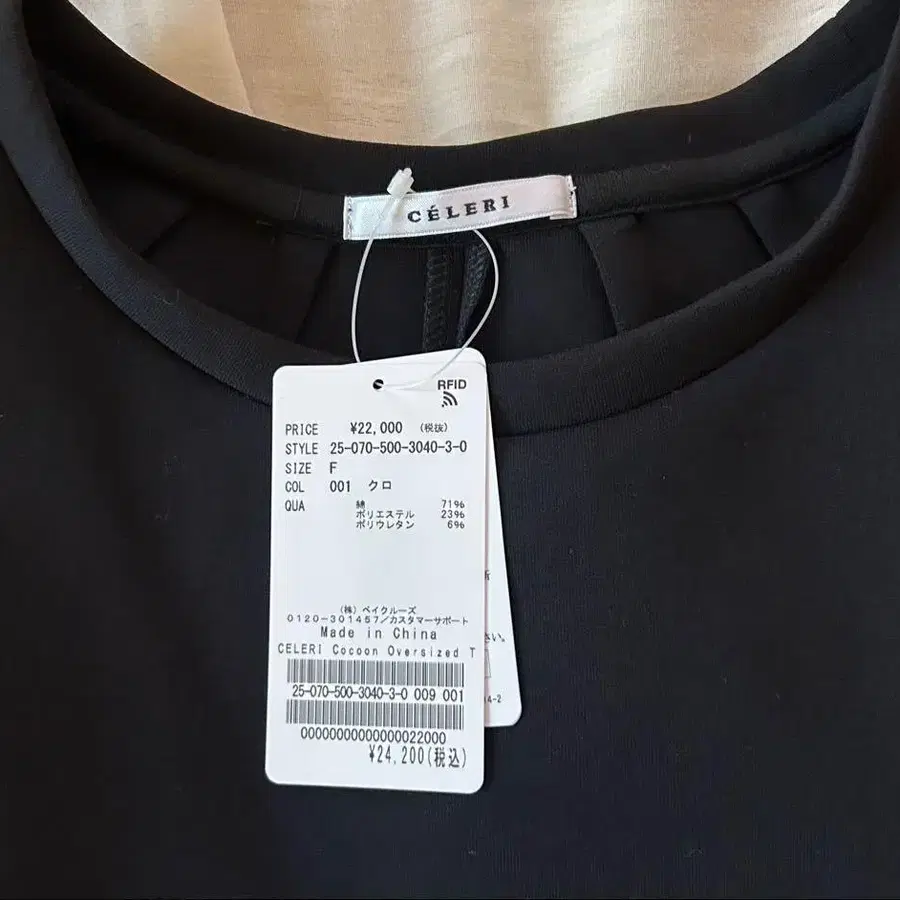 CÉLERI
RFID
PRICE ¥22,000 (税抜)
STYLE 25-070-500-3040-3-0
SIZE F
COL 001 クロ
QUA 綿 71%
ポリエステル 23%
ポリウレタン 6%
(株)ベイクルーズ
0120-301457/カスタマーサポート
Made in China
CELERI Cocoon Oversized T
25-070-500-3040-3-0 009 001
00000000000000022000
¥24,200(税込)
さい。